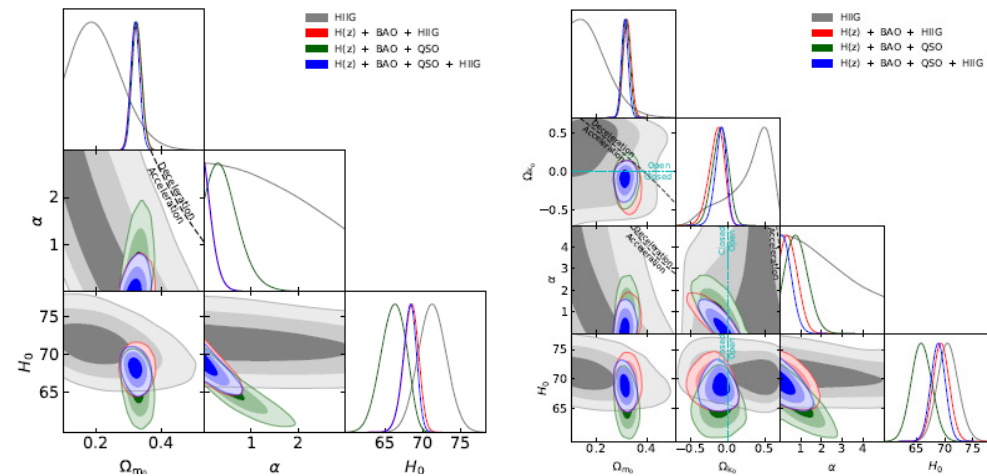 HIIG
H(z) + BAO + HIIG
H(z) + BAO + QSO
H(z) + BAO + QSO + HIIG
Deceleration
Acceleration
2
1
α
75
70
65
H₀
0.2 0.4
Ωm₀
1 2
α
65 70 75
H₀
HIIG
H(z) + BAO + HIIG
H(z) + BAO + QSO
H(z) + BAO + QSO + HIIG
Deceleration
Acceleration
Open
Closed
0.5
0.0
−0.5
ΩK₀
Deceleration
Acceleration
Closed
Open
Acceleration
4
3
2
1
α
Closed
Open
75
70
65
60
H₀
0.2 0.4
Ωm₀
−0.5 0.0 0.5
ΩK₀
1 2 3 4
α
65 70 75
H₀